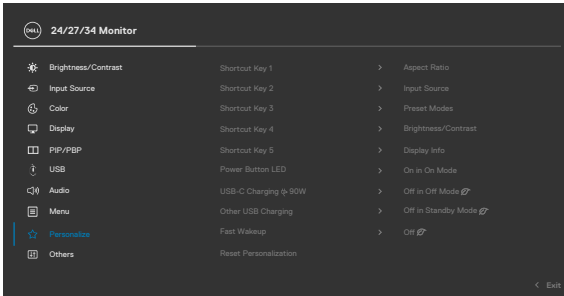 DELL 24/27/34 Monitor
Brightness/Contrast Shortcut Key 1 > Aspect Ratio
Input Source Shortcut Key 2 > Input Source
Color Shortcut Key 3 > Preset Modes
Display Shortcut Key 4 > Brightness/Contrast
PIP/PBP Shortcut Key 5 > Display Info
USB Power Button LED > On in On Mode
Audio USB-C Charging 90W > Off in Off Mode
Menu Other USB Charging > Off in Standby Mode
Personalize Fast Wakeup > Off
Others Reset Personalization
< Exit